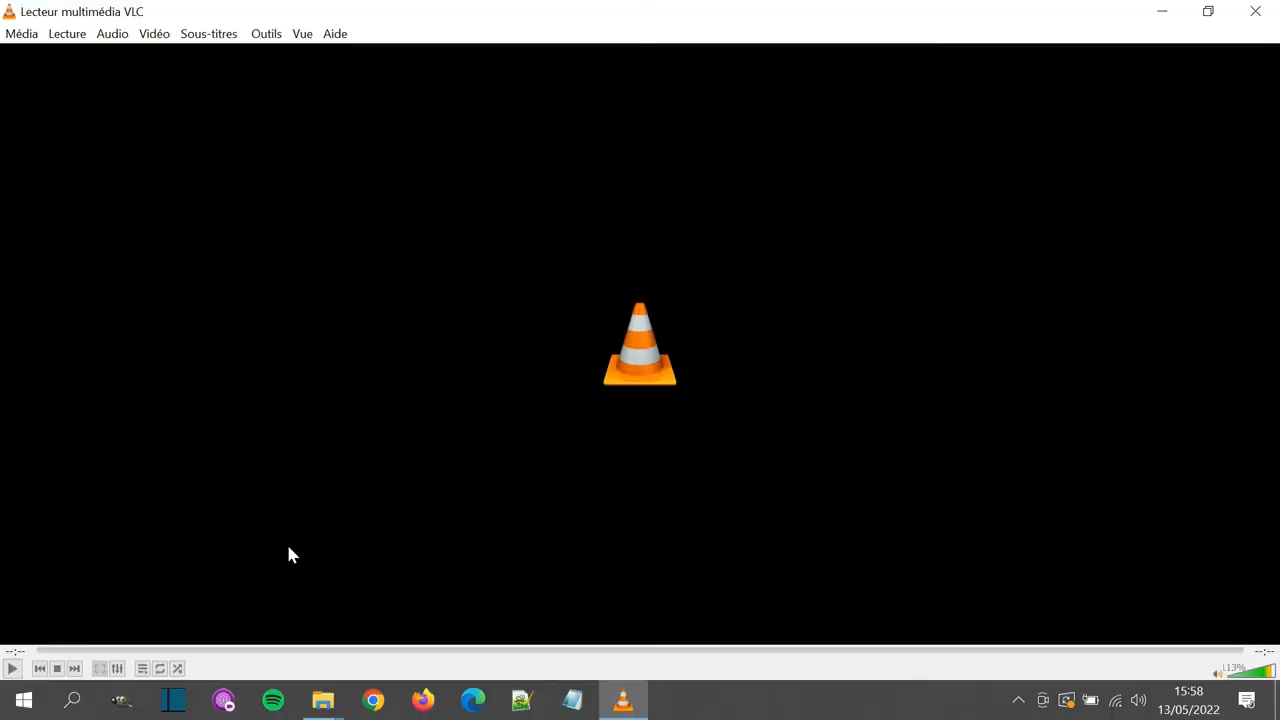 Lecteur multimédia VLC
Média Lecture Audio Vidéo Sous-titres Outils Vue Aide
--:-- --:--
113%
15:58
13/05/2022